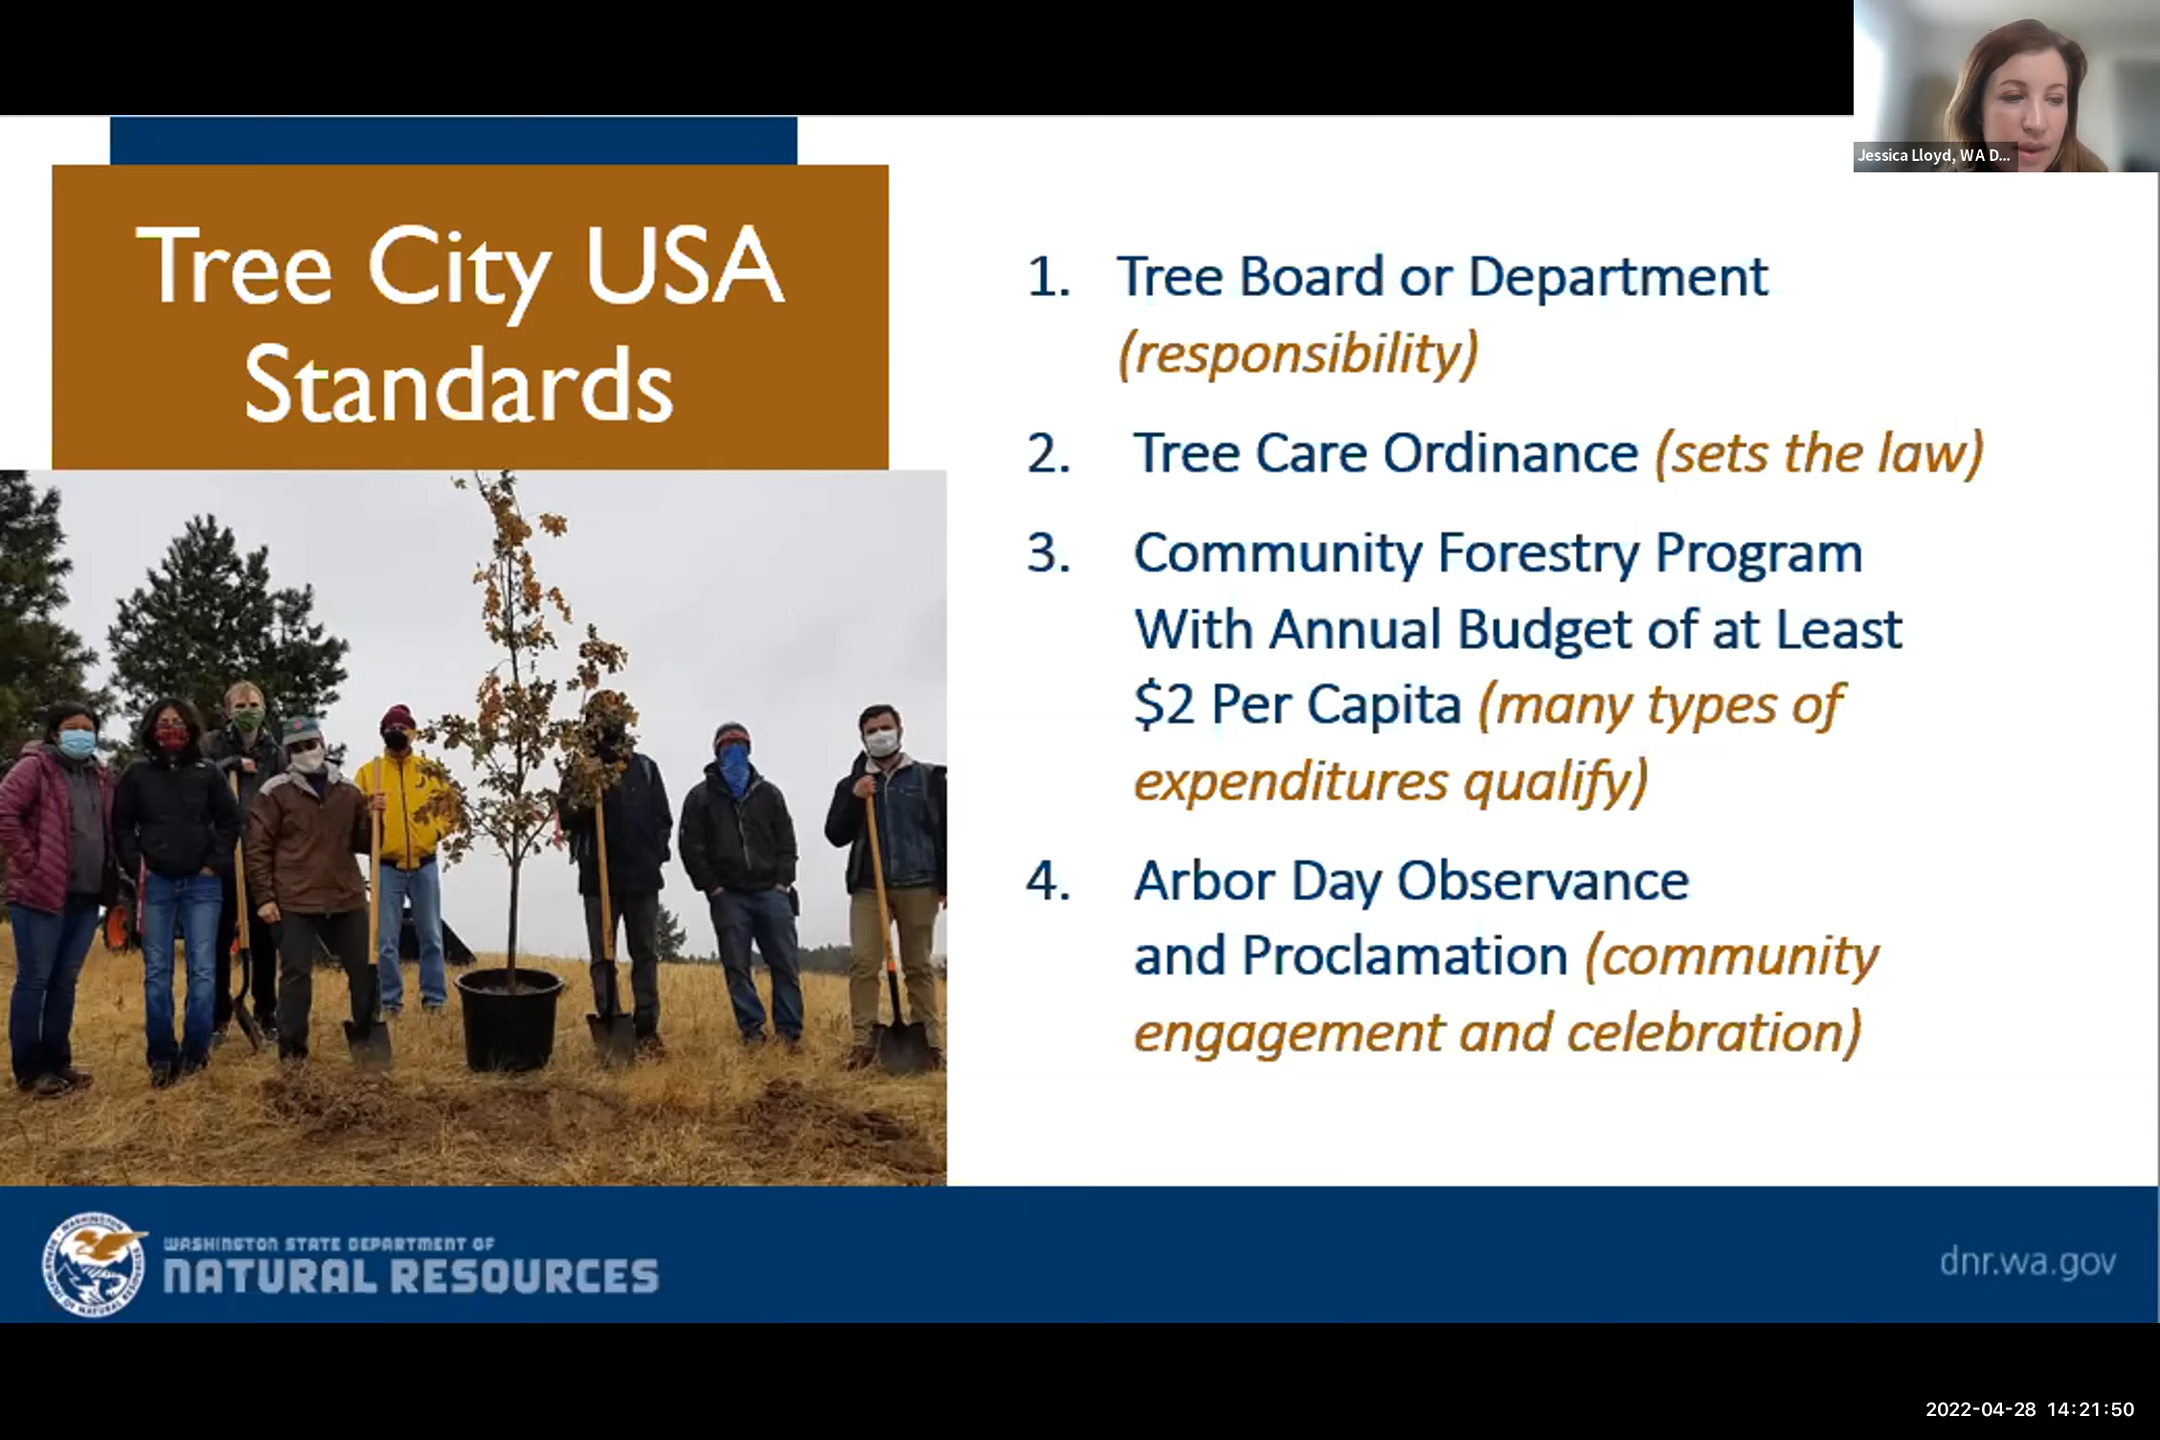 Jessica Lloyd, WA D...
Tree City USA
Standards
1. Tree Board or Department
(responsibility)
2. Tree Care Ordinance (sets the law)
3. Community Forestry Program
With Annual Budget of at Least
$2 Per Capita (many types of
expenditures qualify)
4. Arbor Day Observance
and Proclamation (community
engagement and celebration)
WASHINGTON STATE DEPARTMENT OF
NATURAL RESOURCES
dnr.wa.gov
2022-04-28 14:21:50